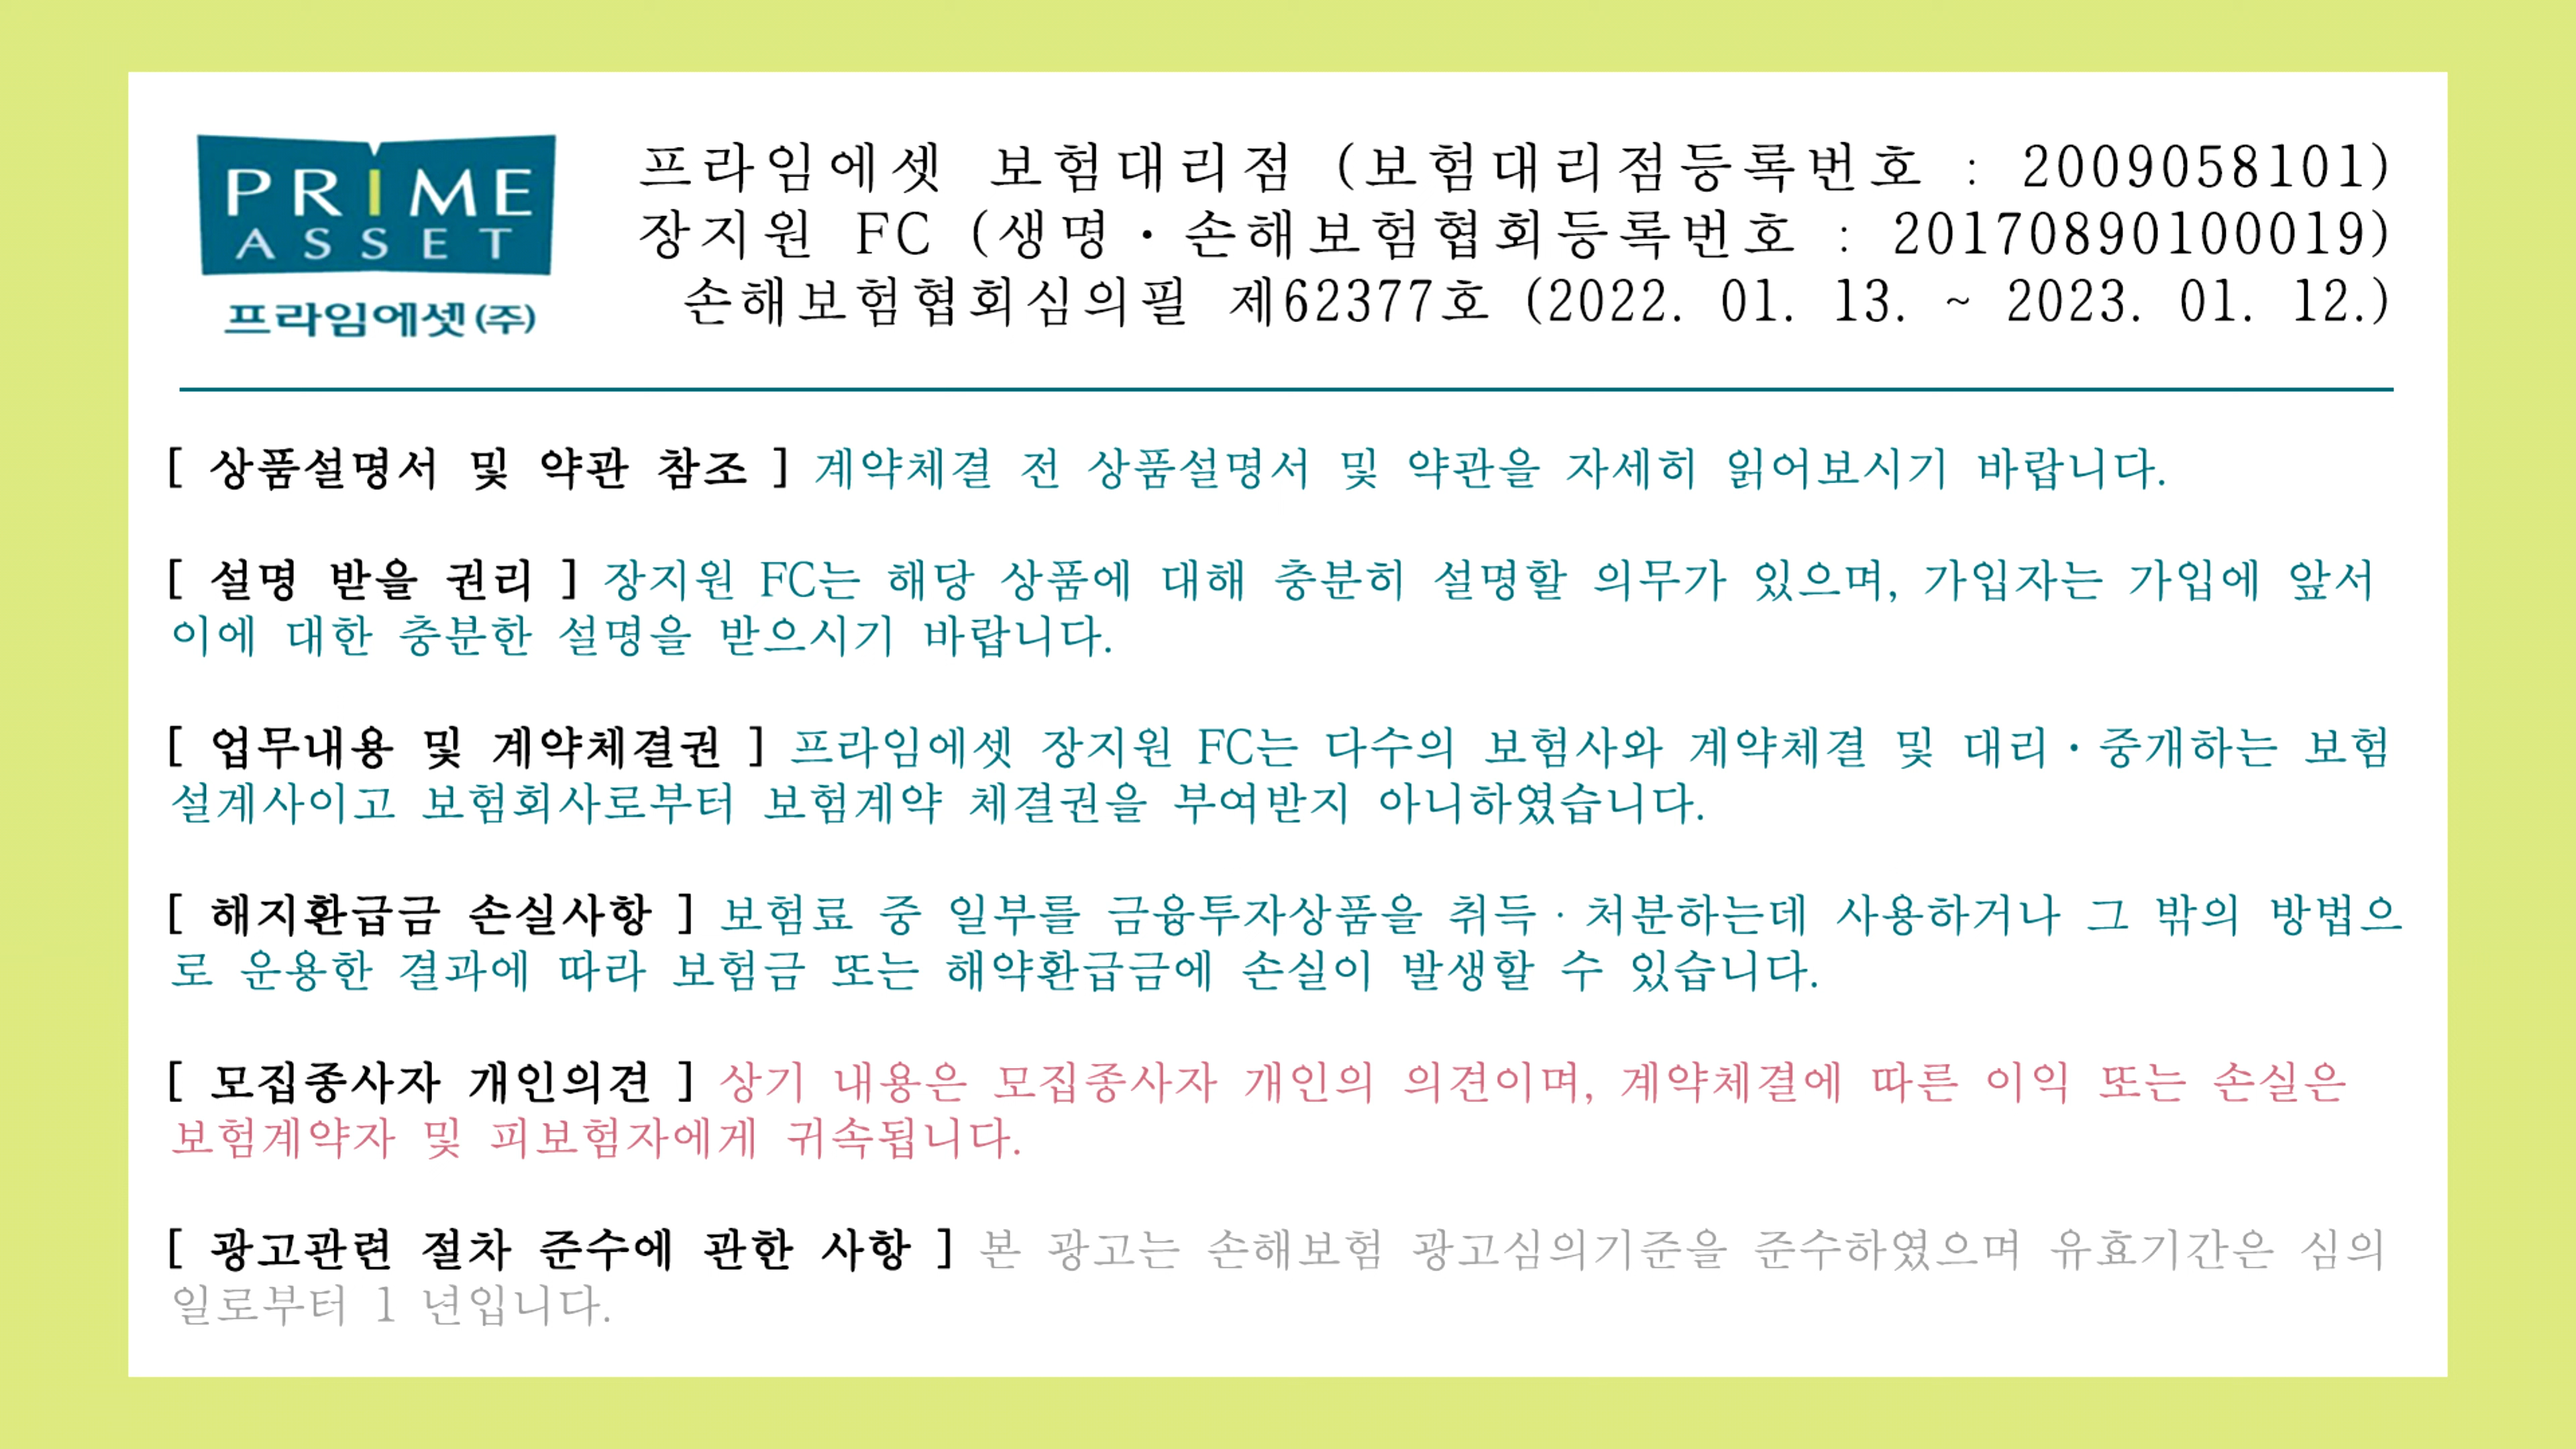 PRIME
ASSET
프라임에셋(주)
프라임에셋 보험대리점 (보험대리점등록번호 : 2009058101)
장지원 FC (생명·손해보험협회등록번호 : 20170890100019)
손해보험협회심의필 제62377호 (2022. 01. 13. ~ 2023. 01. 12.)
[ 상품설명서 및 약관 참조 ] 계약체결 전 상품설명서 및 약관을 자세히 읽어보시기 바랍니다.
[ 설명 받을 권리 ] 장지원 FC는 해당 상품에 대해 충분히 설명할 의무가 있으며, 가입자는 가입에 앞서
이에 대한 충분한 설명을 받으시기 바랍니다.
[ 업무내용 및 계약체결권 ] 프라임에셋 장지원 FC는 다수의 보험사와 계약체결 및 대리·중개하는 보험
설계사이고 보험회사로부터 보험계약 체결권을 부여받지 아니하였습니다.
[ 해지환급금 손실사항 ] 보험료 중 일부를 금융투자상품을 취득·처분하는데 사용하거나 그 밖의 방법으
로 운용한 결과에 따라 보험금 또는 해약환급금에 손실이 발생할 수 있습니다.
[ 모집종사자 개인의견 ] 상기 내용은 모집종사자 개인의 의견이며, 계약체결에 따른 이익 또는 손실은
보험계약자 및 피보험자에게 귀속됩니다.
[ 광고관련 절차 준수에 관한 사항 ] 본 광고는 손해보험 광고심의기준을 준수하였으며 유효기간은 심의
일로부터 1 년입니다.